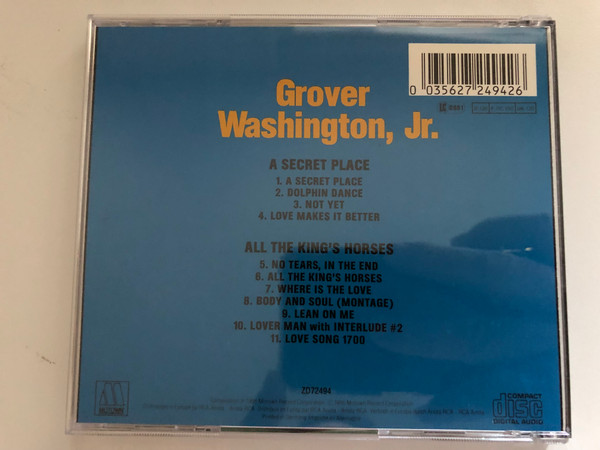 0 035627 249426
Grover
Washington, Jr.
A SECRET PLACE
1. A SECRET PLACE
2. DOLPHIN DANCE
3. NOT YET
4. LOVE MAKES IT BETTER
ALL THE KING'S HORSES
5. NO TEARS, IN THE END
6. ALL THE KING'S HORSES
7. WHERE IS THE LOVE
8. BODY AND SOUL (MONTAGE)
9. LEAN ON ME
10. LOVER MAN with INTERLUDE #2
11. LOVE SONG 1700
ZD72494
COMPACT
disc
DIGITAL AUDIO